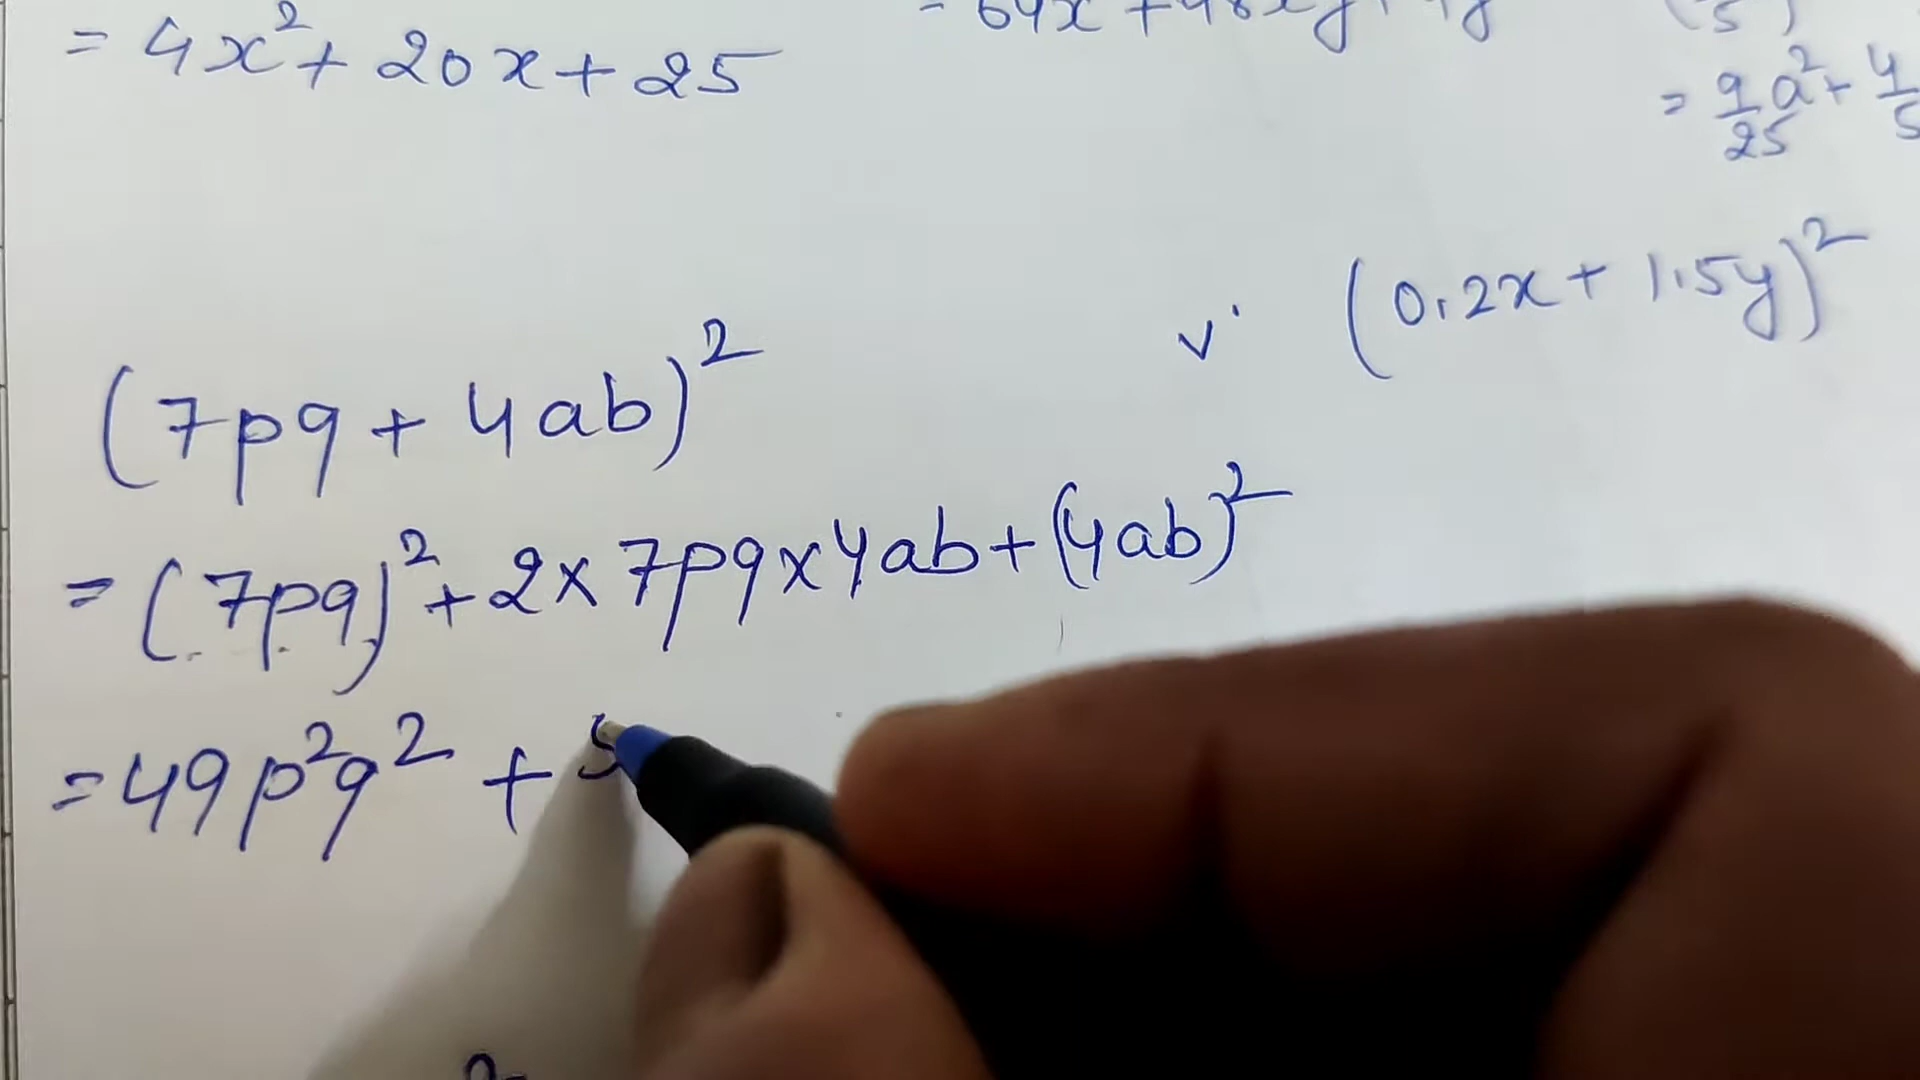 = 4x² + 20x + 25
= 9/25 a² + 4/5
v. (0.2x + 1.5y)²
(7pq + 4ab)²
= (7pq)² + 2 × 7pq × 4ab + (4ab)²
= 49p²q² + 5